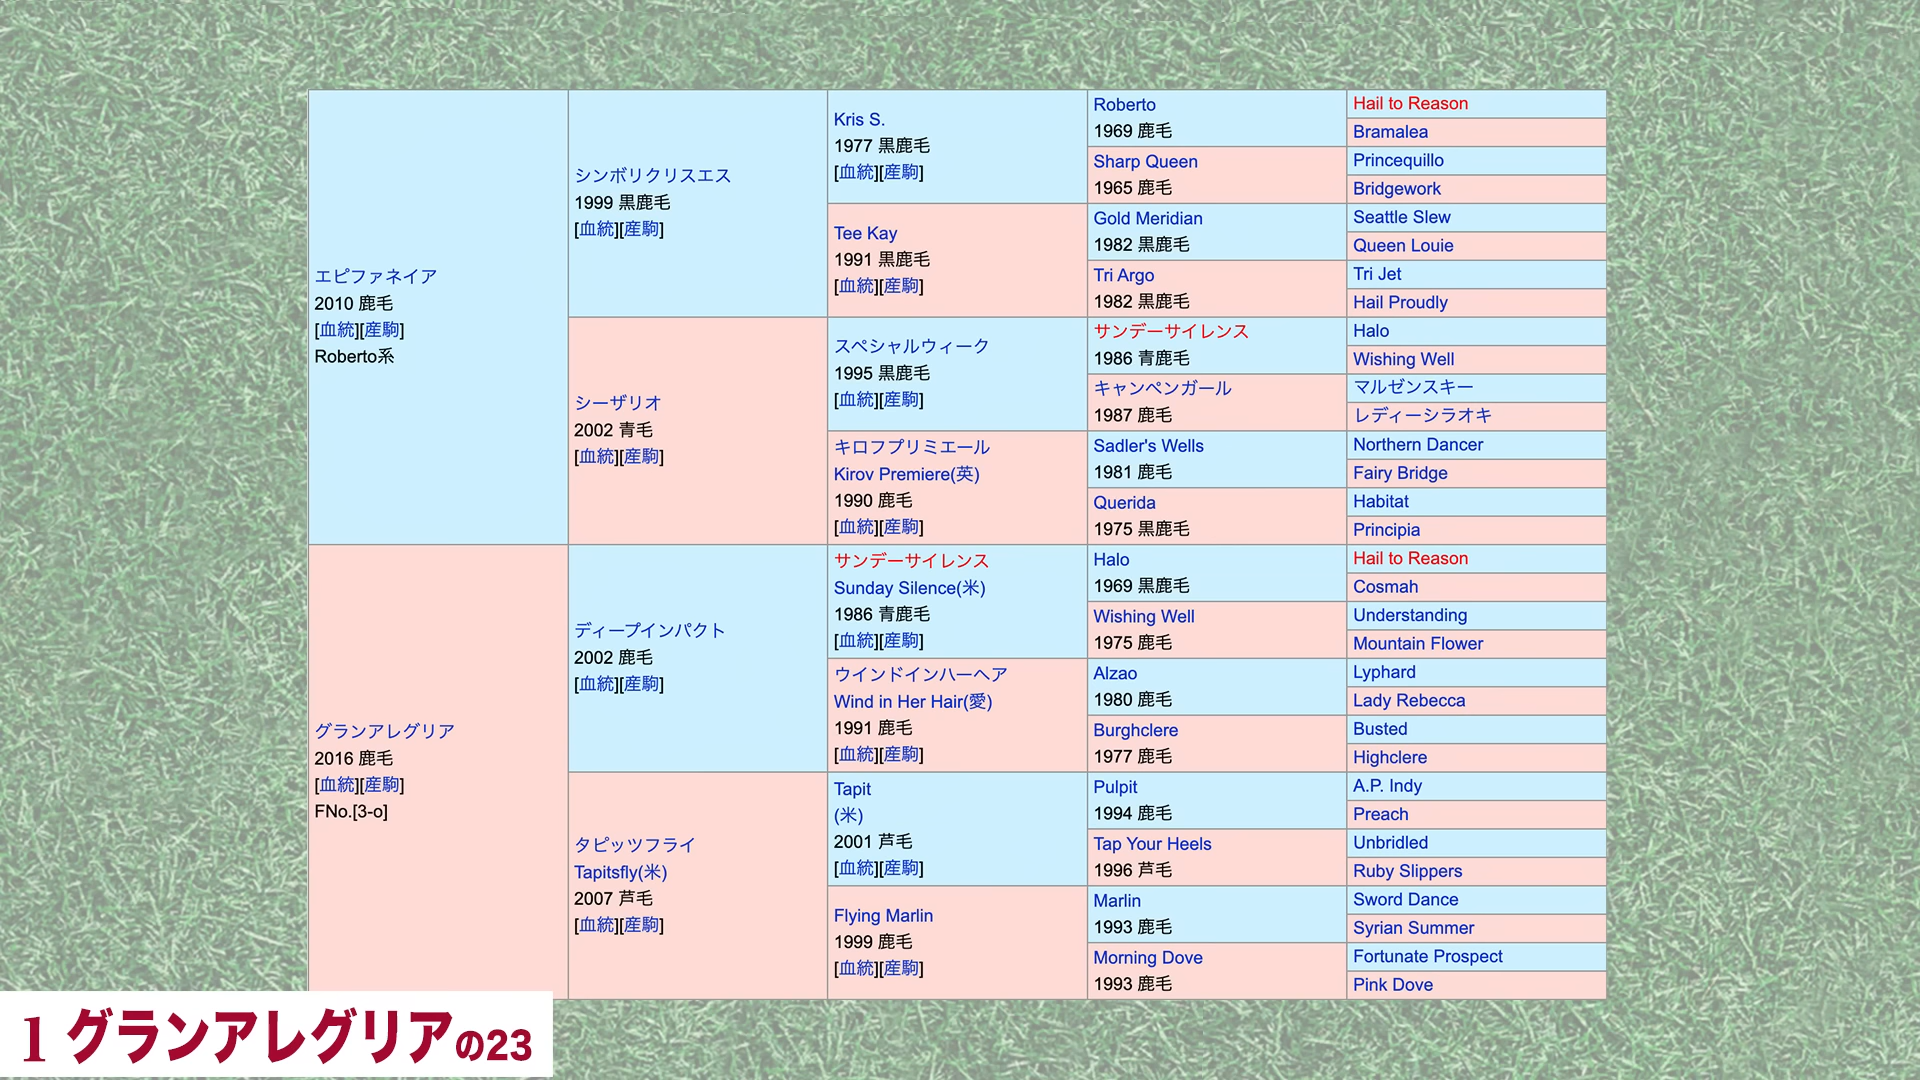 エピファネイア
2010 鹿毛
[血統][産駒]
Roberto系
シンボリクリスエス
1999 黒鹿毛
[血統][産駒]
Kris S.
1977 黒鹿毛
[血統][産駒]
Roberto
1969 鹿毛
Hail to Reason
Bramalea
Sharp Queen
1965 鹿毛
Princequillo
Bridgework
Tee Kay
1991 黒鹿毛
[血統][産駒]
Gold Meridian
1982 黒鹿毛
Seattle Slew
Queen Louie
Tri Argo
1982 黒鹿毛
Tri Jet
Hail Proudly
シーザリオ
2002 青毛
[血統][産駒]
スペシャルウィーク
1995 黒鹿毛
[血統][産駒]
サンデーサイレンス
1986 青鹿毛
Halo
Wishing Well
キャンペンガール
1987 鹿毛
マルゼンスキー
レディーシラオキ
キロフプリミエール
Kirov Premiere(英)
1990 鹿毛
[血統][産駒]
Sadler's Wells
1981 鹿毛
Northern Dancer
Fairy Bridge
Querida
1975 黒鹿毛
Habitat
Principia
グランアレグリア
2016 鹿毛
[血統][産駒]
FNo.[3-o]
ディープインパクト
2002 鹿毛
[血統][産駒]
サンデーサイレンス
Sunday Silence(米)
1986 青鹿毛
[血統][産駒]
Halo
1969 黒鹿毛
Hail to Reason
Cosmah
Wishing Well
1975 鹿毛
Understanding
Mountain Flower
ウインドインハーヘア
Wind in Her Hair(愛)
1991 鹿毛
[血統][産駒]
Alzao
1980 鹿毛
Lyphard
Lady Rebecca
Burghclere
1977 鹿毛
Busted
Highclere
タピッツフライ
Tapitsfly(米)
2007 芦毛
[血統][産駒]
Tapit
(米)
2001 芦毛
[血統][産駒]
Pulpit
1994 鹿毛
A.P. Indy
Preach
Tap Your Heels
1996 芦毛
Unbridled
Ruby Slippers
Flying Marlin
1999 鹿毛
[血統][産駒]
Marlin
1993 鹿毛
Sword Dance
Syrian Summer
Morning Dove
1993 鹿毛
Fortunate Prospect
Pink Dove
1 グランアレグリアの23